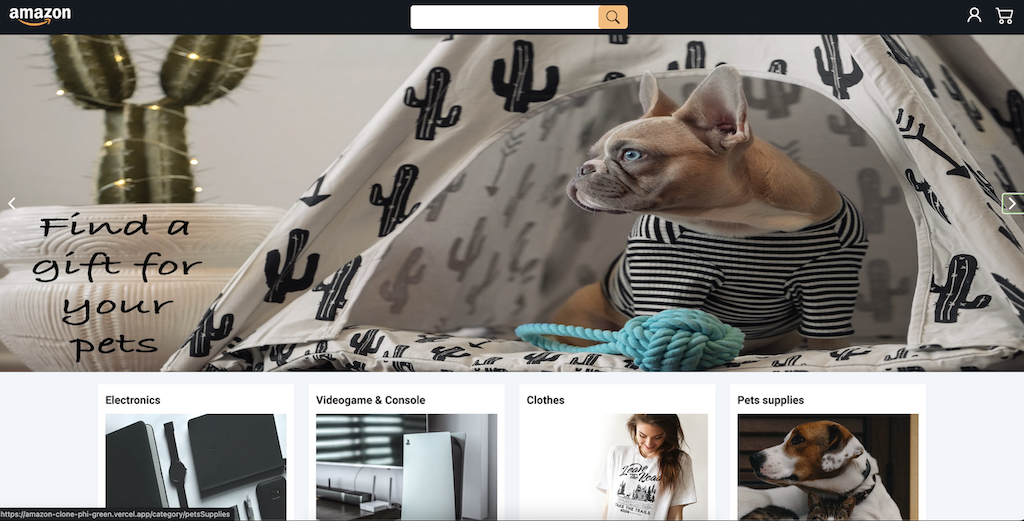 amazon
Find a
gift for
your
pets
Electronics
Videogame & Console
Clothes
Pets supplies
Leave
The Road
TAKE THE TRAILS
https://amazon-clone-phi-green.vercel.app/category/petsSupplies